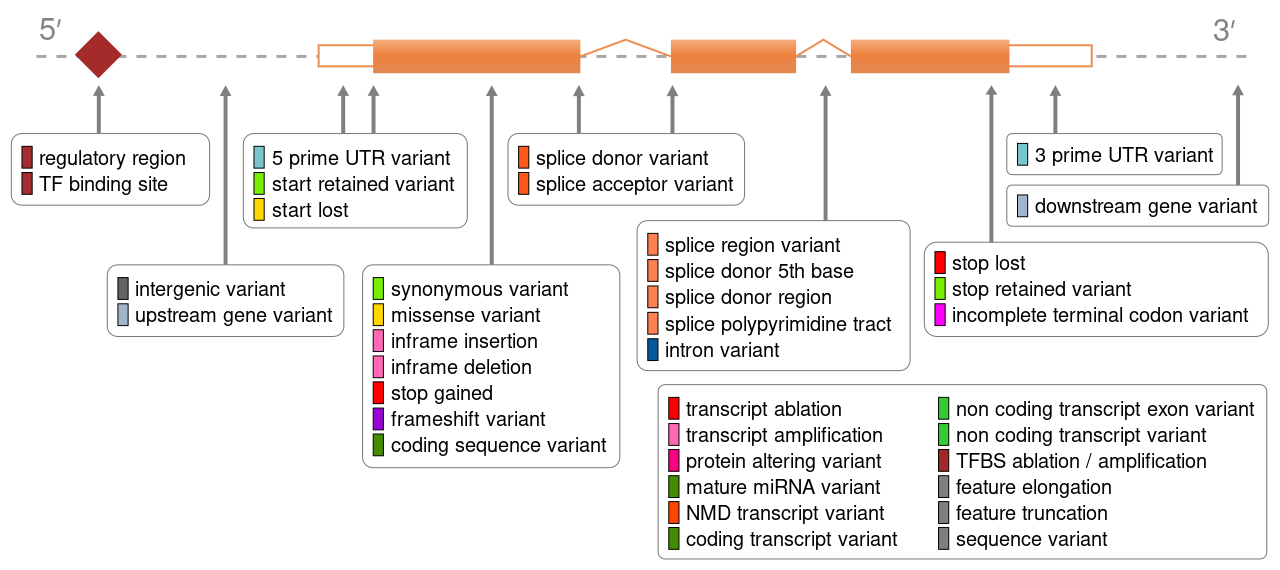 5′
3′
regulatory region
TF binding site
5 prime UTR variant
start retained variant
start lost
splice donor variant
splice acceptor variant
3 prime UTR variant
downstream gene variant
intergenic variant
upstream gene variant
synonymous variant
missense variant
inframe insertion
inframe deletion
stop gained
frameshift variant
coding sequence variant
splice region variant
splice donor 5th base
splice donor region
splice polypyrimidine tract
intron variant
stop lost
stop retained variant
incomplete terminal codon variant
transcript ablation
transcript amplification
protein altering variant
mature miRNA variant
NMD transcript variant
coding transcript variant
non coding transcript exon variant
non coding transcript variant
TFBS ablation / amplification
feature elongation
feature truncation
sequence variant